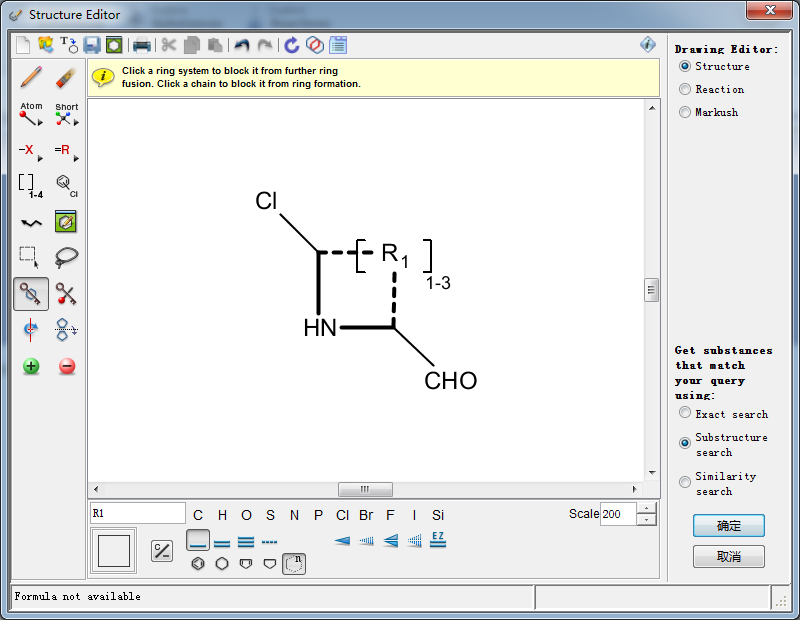 Structure Editor
Click a ring system to block it from further ring
fusion. Click a chain to block it from ring formation.
Drawing Editor:
Structure
Reaction
Markush
Atom
Short
-X
=R
[ ] 1-4
Cl
Cl
R1
1-3
HN
CHO
Get substances
that match
your query
using:
Exact search
Substructure
search
Similarity
search
确定
取消
R1
C H O S N P Cl Br F I Si
Scale 200
EZ
n
Formula not available